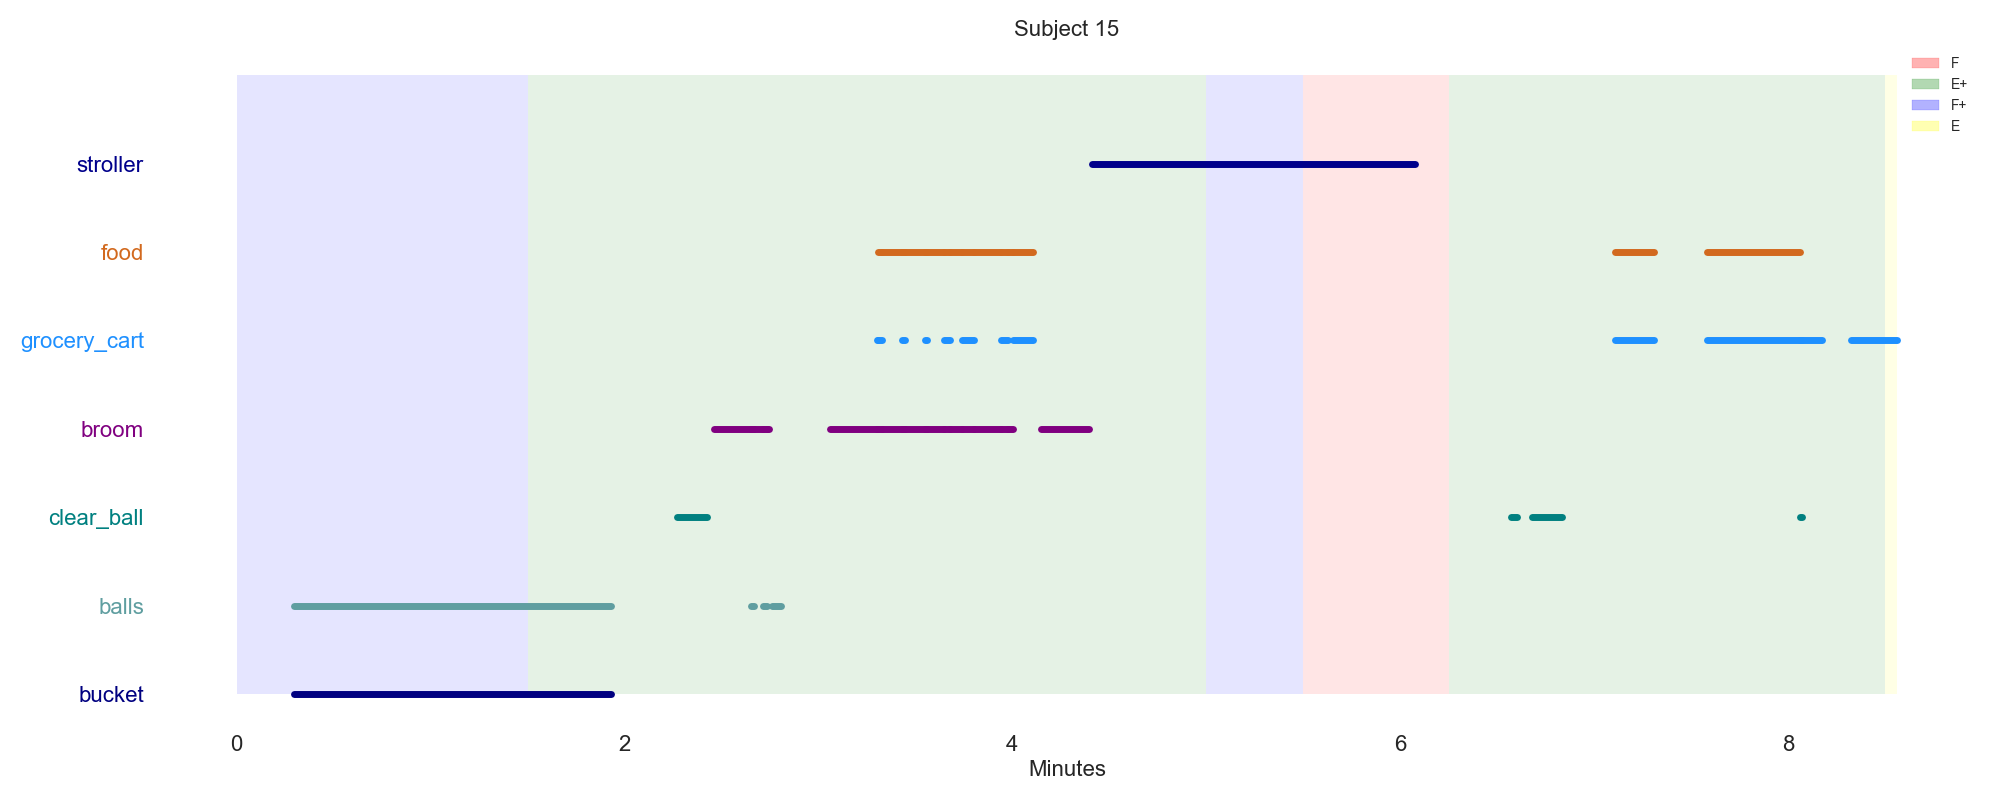 Subject 15
F
E+
F+
E
stroller
food
grocery_cart
broom
clear_ball
balls
bucket
0 2 4 6 8
Minutes